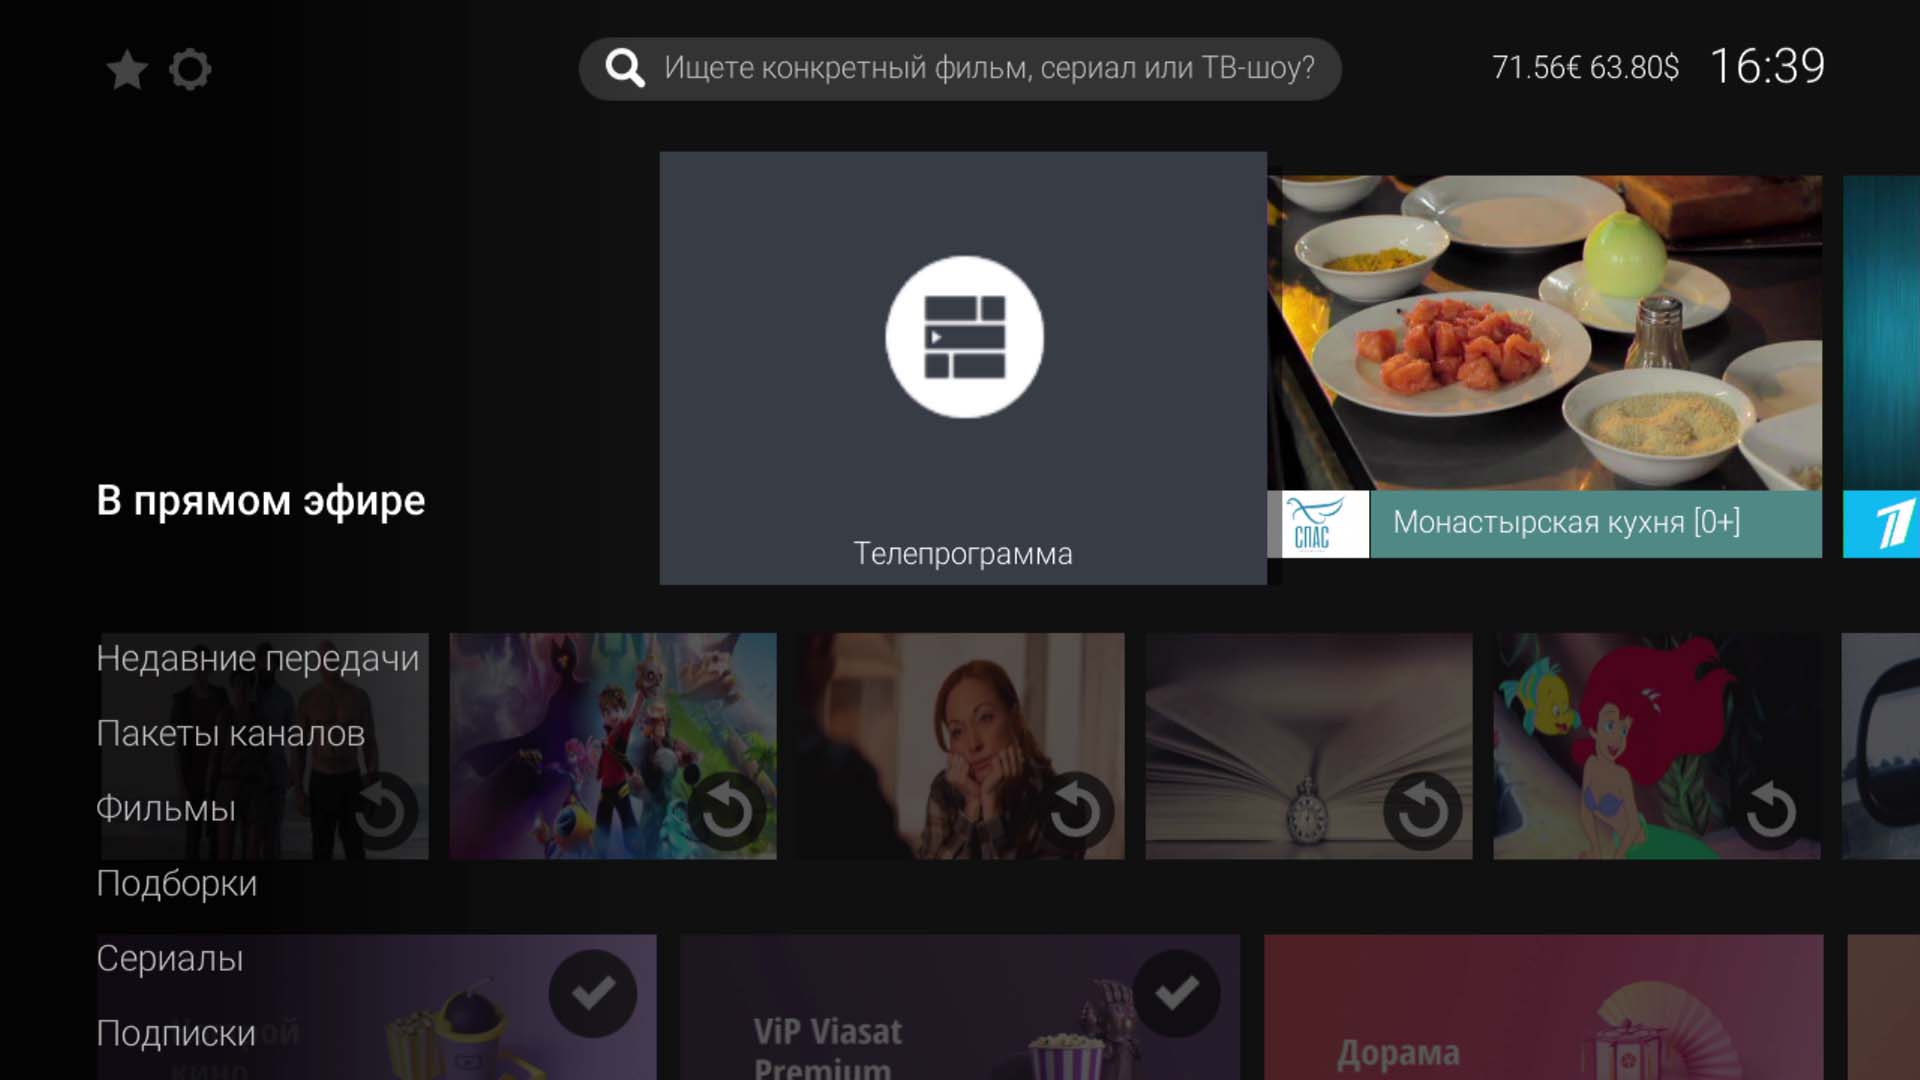 Ищете конкретный фильм, сериал или ТВ-шоу?
71.56€ 63.80$ 16:39
В прямом эфире
Телепрограмма
СПАС
Монастырская кухня [0+]
Недавние передачи
Пакеты каналов
Фильмы
Подборки
Сериалы
Подписки
кино
ViP Viasat
Premium
Дорама